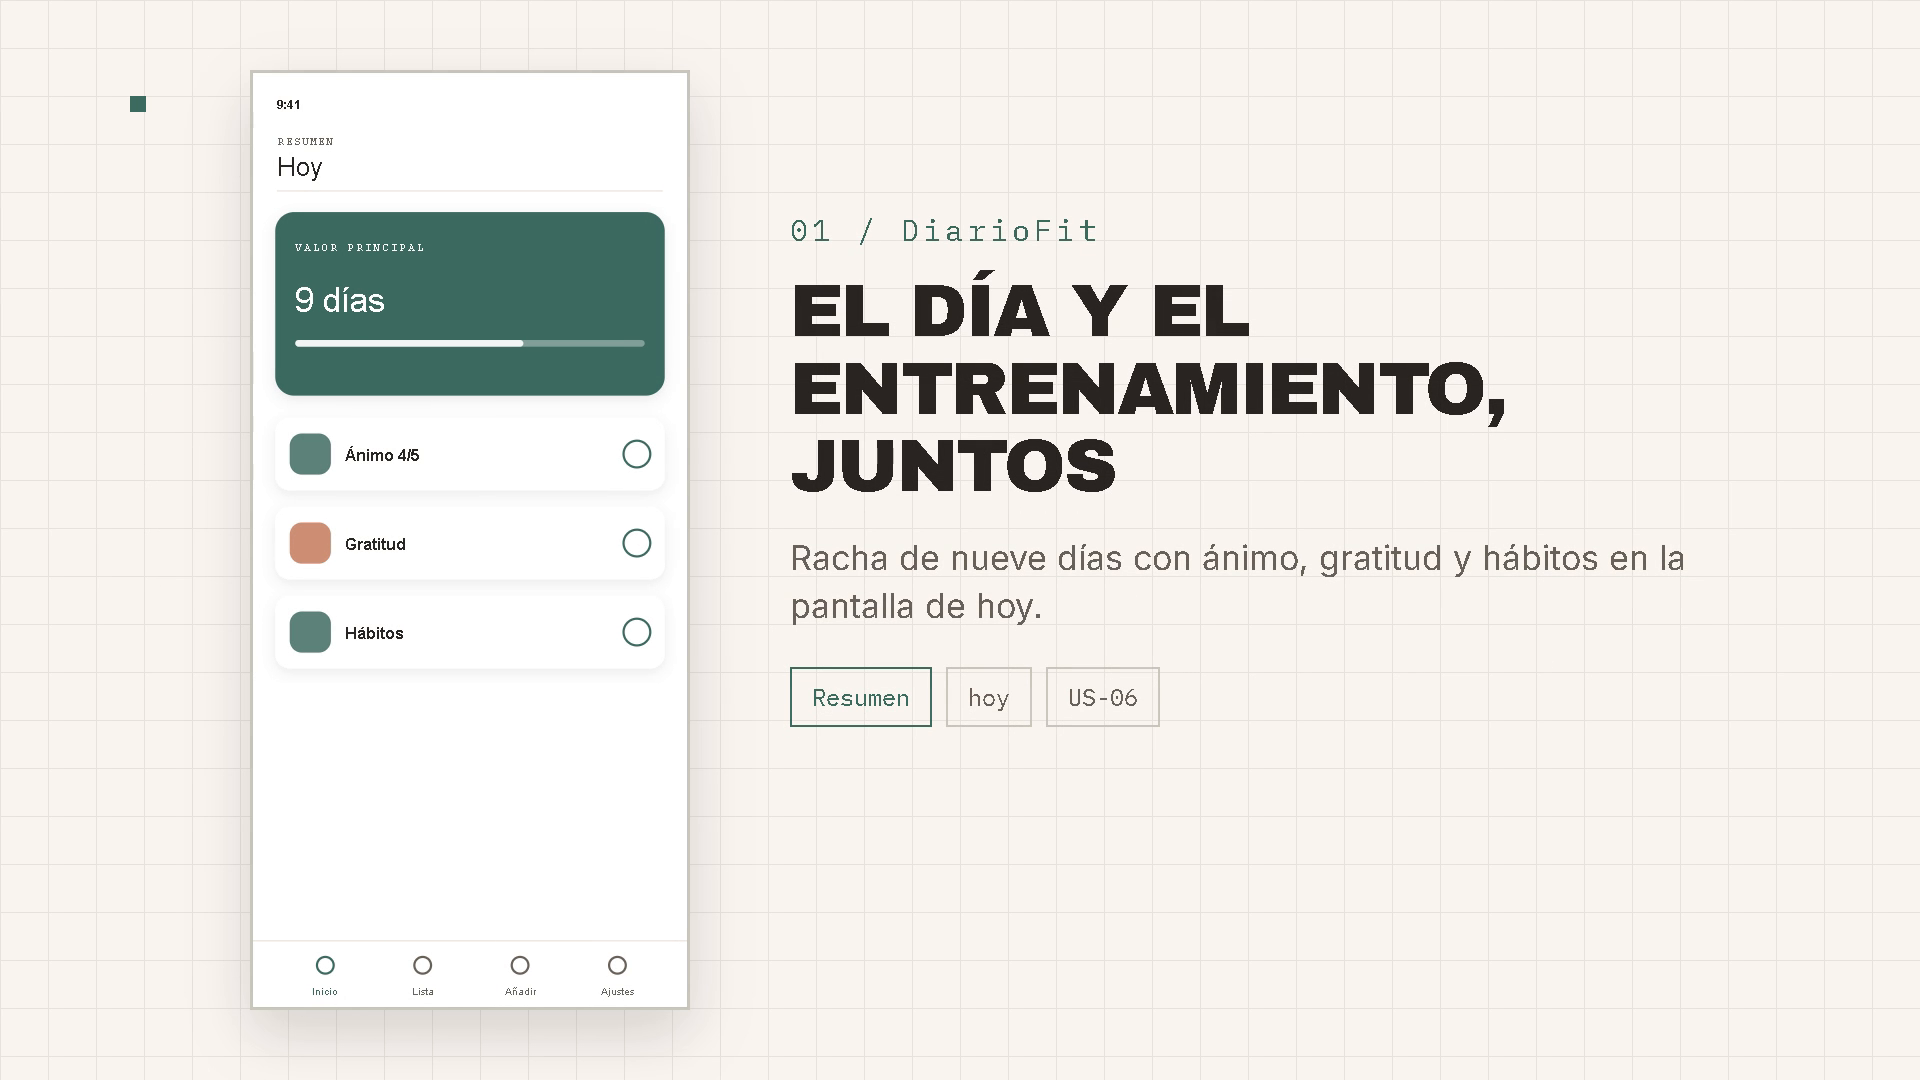 9:41
RESUMEN
Hoy
VALOR PRINCIPAL
9 días
Ánimo 4/5
Gratitud
Hábitos
Inicio
Lista
Añadir
Ajustes
01 / DiarioFit
EL DÍA Y EL
ENTRENAMIENTO,
JUNTOS
Racha de nueve días con ánimo, gratitud y hábitos en la
pantalla de hoy.
Resumen
hoy
US-06